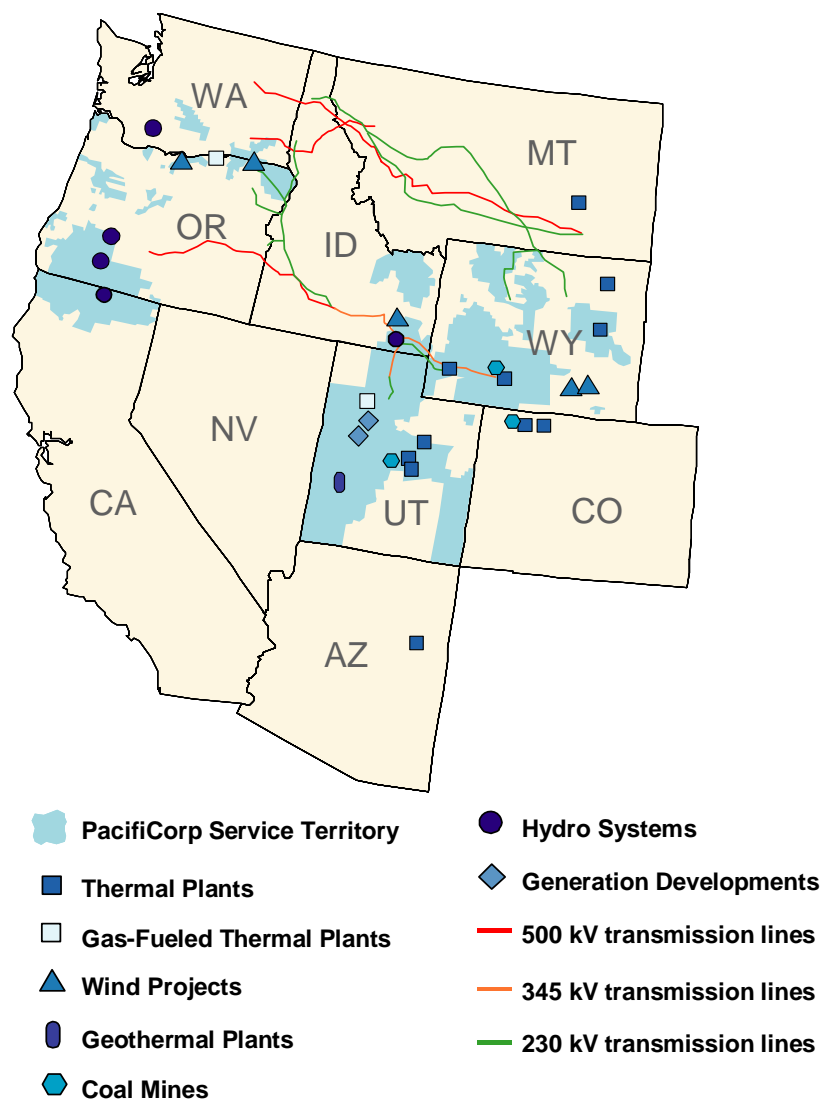 WA
MT
OR
ID
WY
NV
CA
UT
CO
AZ
PacifiCorp Service Territory
Thermal Plants
Gas-Fueled Thermal Plants
Wind Projects
Geothermal Plants
Coal Mines
Hydro Systems
Generation Developments
500 kV transmission lines
345 kV transmission lines
230 kV transmission lines